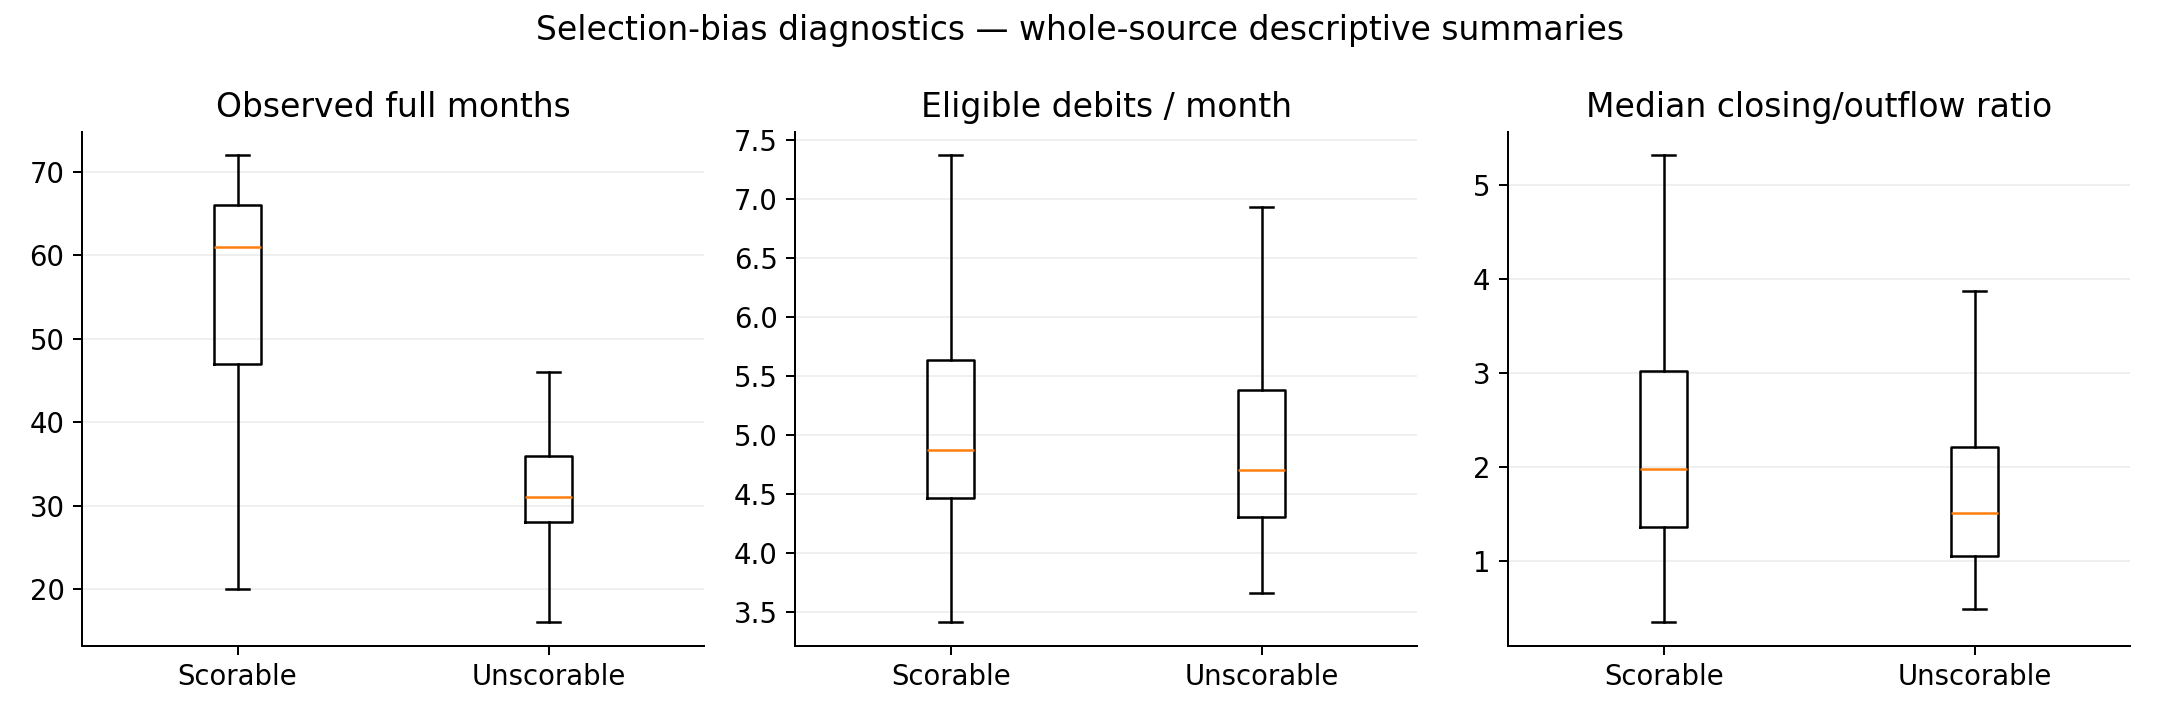 Selection-bias diagnostics — whole-source descriptive summaries
Observed full months
70
60
50
40
30
20
Scorable Unscorable
Eligible debits / month
7.5
7.0
6.5
6.0
5.5
5.0
4.5
4.0
3.5
Scorable Unscorable
Median closing/outflow ratio
5
4
3
2
1
Scorable Unscorable